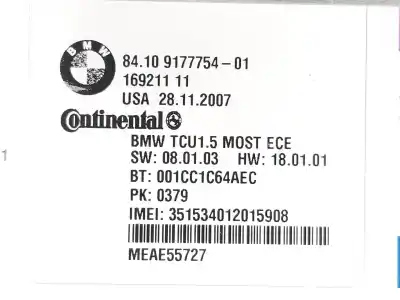 BMW
84.10 9177754-01
169211 11
USA 28.11.2007
Continental
BMW TCU1.5 MOST ECE
SW: 08.01.03 HW: 18.01.01
BT: 001CC1C64AEC
PK: 0379
IMEI: 351534012015908
MEAE55727
1